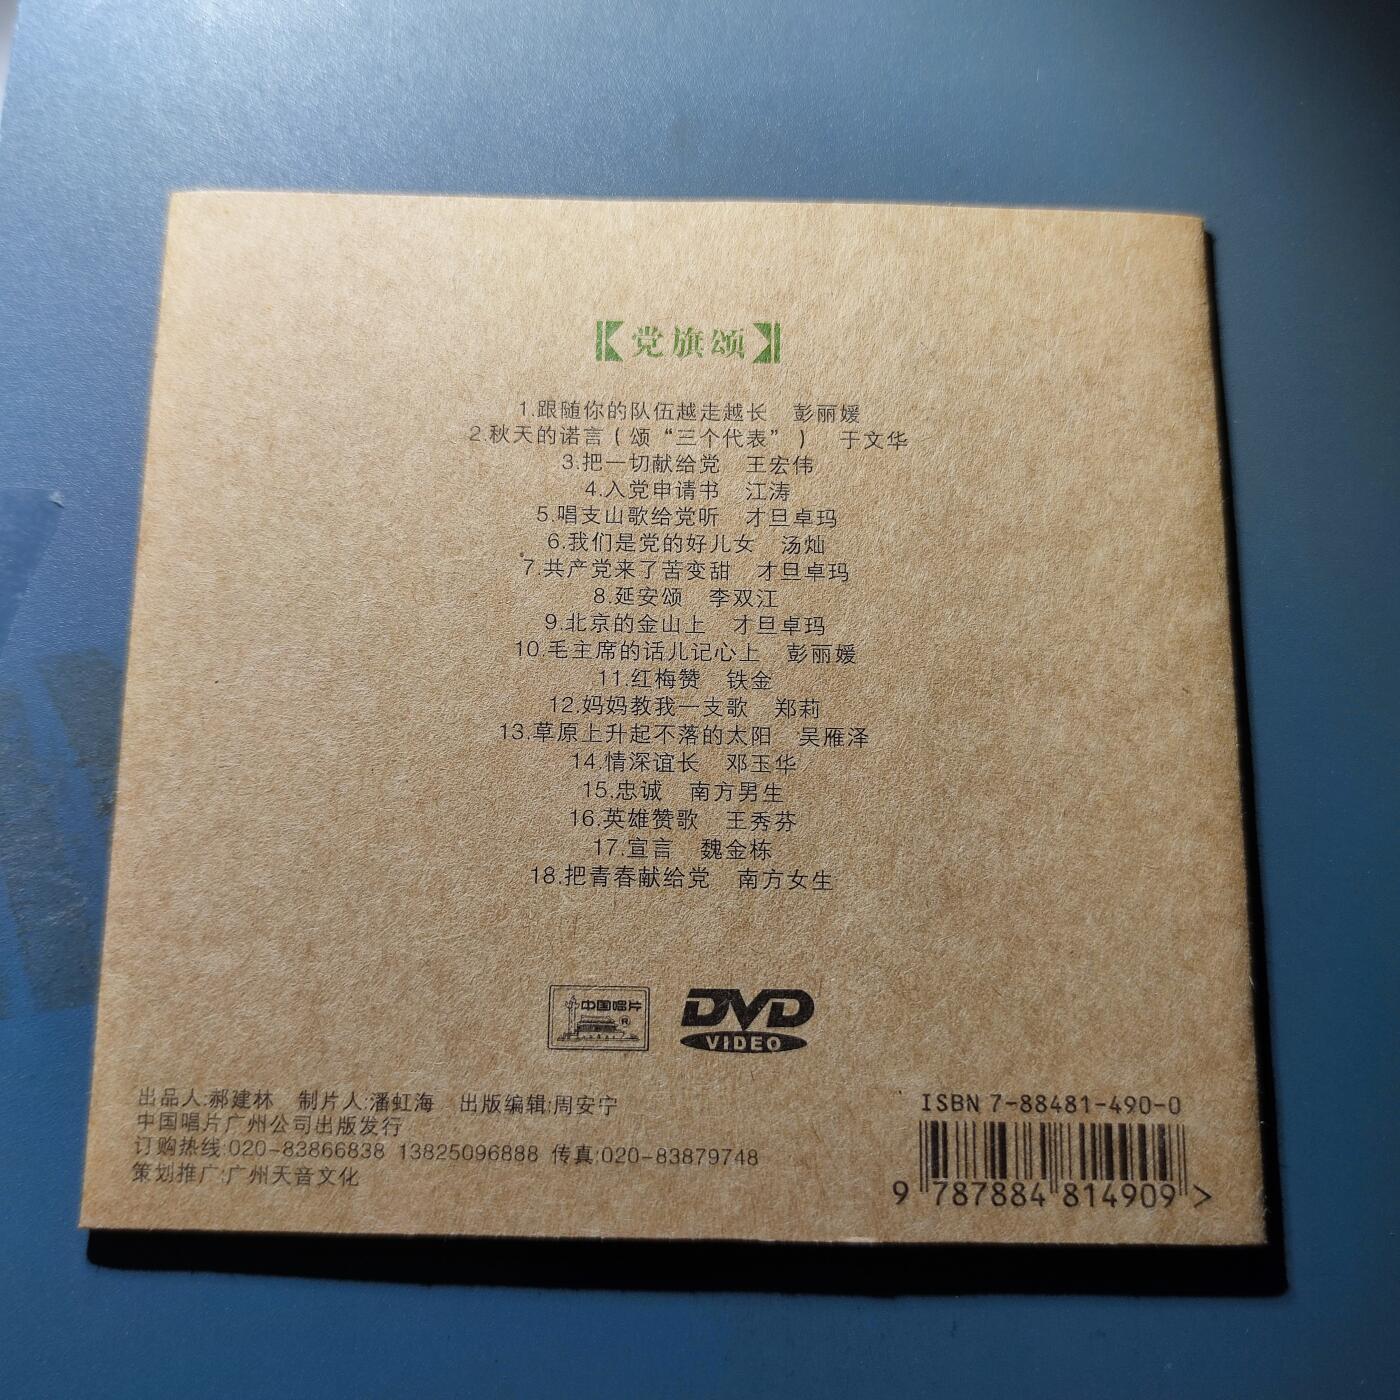 【党旗颂】
1.跟随你的队伍越走越长 彭丽媛
2.秋天的诺言(颂“三个代表”) 于文华
3.把一切献给党 王宏伟
4.入党申请书 江涛
5.唱支山歌给党听 才旦卓玛
6.我们是党的好儿女 汤灿
7.共产党来了苦变甜 才旦卓玛
8.延安颂 李双江
9.北京的金山上 才旦卓玛
10.毛主席的话儿记心上 彭丽媛
11.红梅赞 铁金
12.妈妈教我一支歌 郑莉
13.草原上升起不落的太阳 吴雁泽
14.情深谊长 邓玉华
15.忠诚 南方男生
16.英雄赞歌 王秀芬
17.宣言 魏金栋
18.把青春献给党 南方女生
中国唱片 ®
DVD
VIDEO
出品人:郝建林 制片人:潘虹海 出版编辑:周安宁
中国唱片广州公司出版发行
订购热线:020-83866838 13825096888 传真:020-83879748
策划推广:广州天音文化
ISBN 7-88481-490-0
9 787884 814909 >